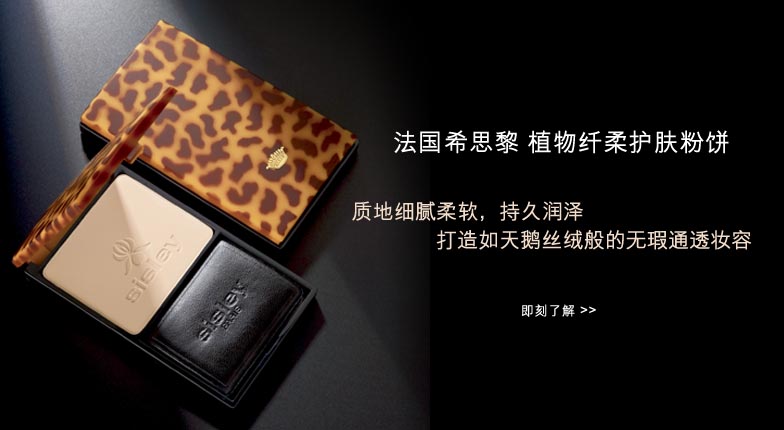 法国希思黎 植物纤柔护肤粉饼
质地细腻柔软，持久润泽
打造如天鹅丝绒般的无瑕通透妆容
即刻了解 >>
sisley
sisley
PARIS